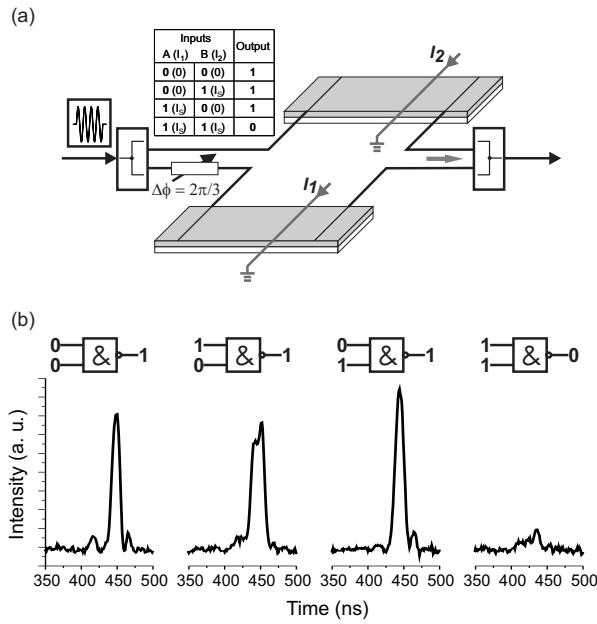 (a)
Inputs Output
A (I1) B (I2)
0 (0) 0 (0) 1
0 (0) 1 (IS) 1
1 (IS) 0 (0) 1
1 (IS) 1 (IS) 0
I2
Δϕ = 2π/3
I1
(b)
0 0 & 1
1 0 & 1
0 1 & 1
1 1 & 0
Intensity (a. u.)
350 400 450 500 350 400 450 500 350 400 450 500 350 400 450 500
Time (ns)